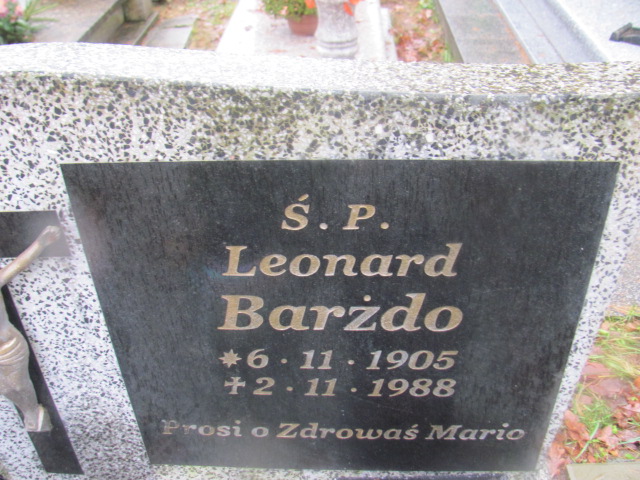 Ś. P.
Leonard
Barżdo
*6 · 11 · 1905
✝2 · 11 · 1988
Prosi o Zdrowaś Mario